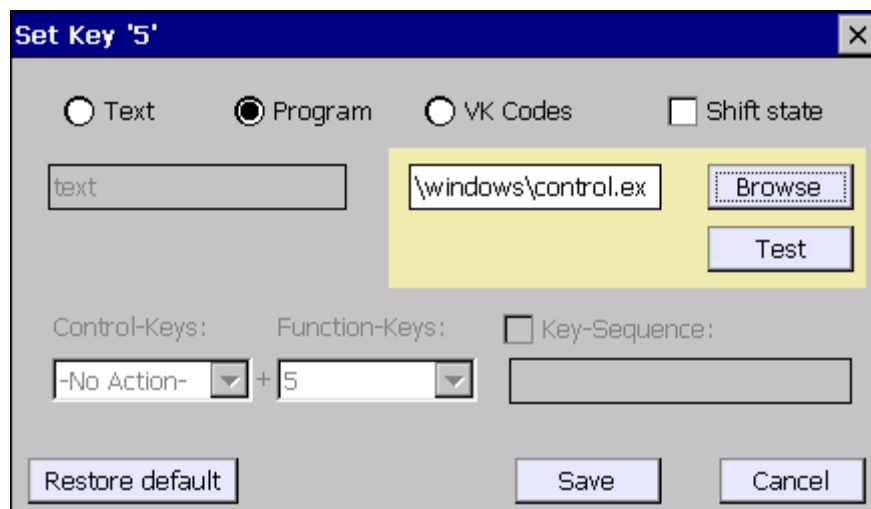 Set Key '5'
Text Program VK Codes Shift state
text \windows\control.ex Browse
Test
Control-Keys: Function-Keys: Key-Sequence:
-No Action- + 5
Restore default Save Cancel